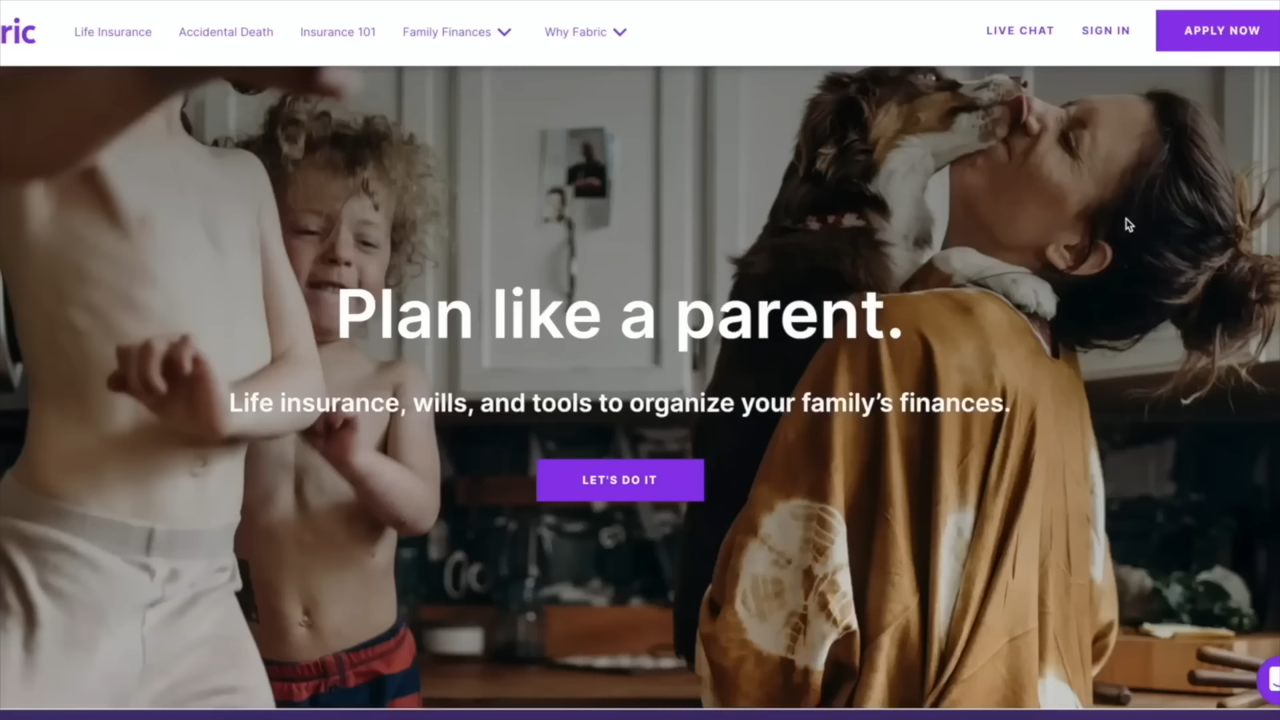 ric
Life Insurance
Accidental Death
Insurance 101
Family Finances
Why Fabric
LIVE CHAT
SIGN IN
APPLY NOW
Plan like a parent.
Life insurance, wills, and tools to organize your family's finances.
LET'S DO IT